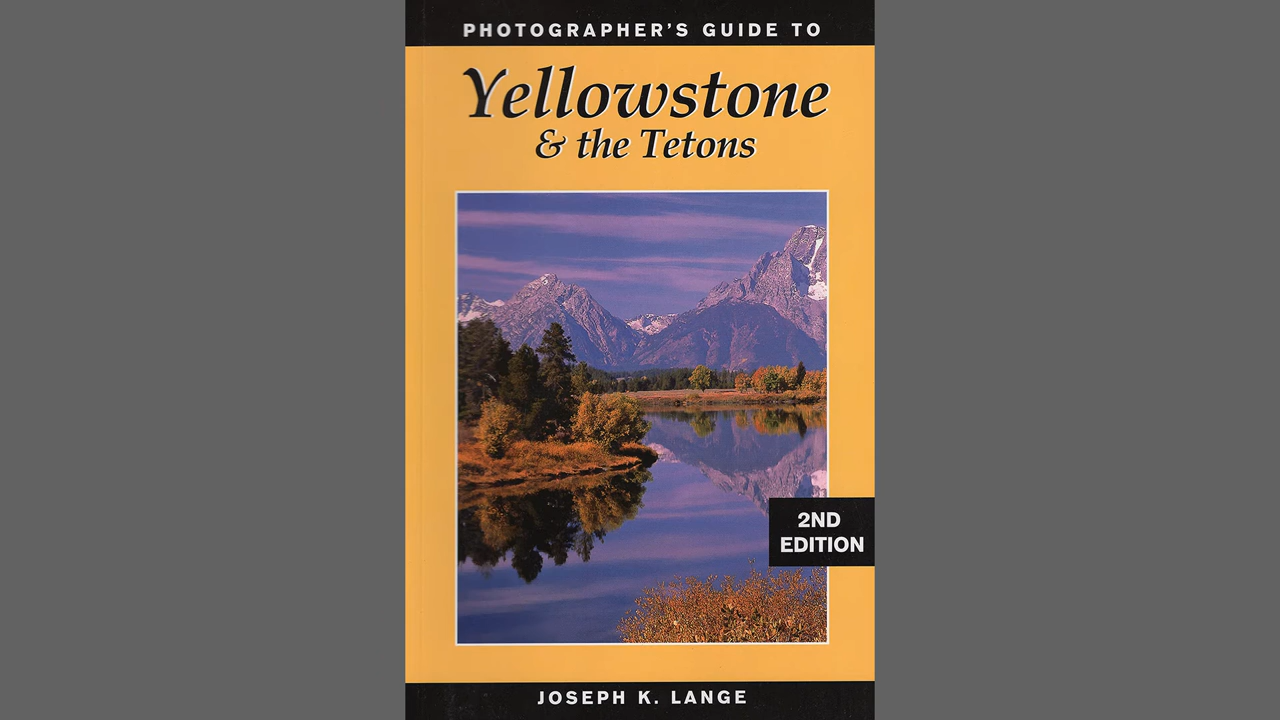 PHOTOGRAPHER'S GUIDE TO
Yellowstone
& the Tetons
2ND
EDITION
JOSEPH K. LANGE